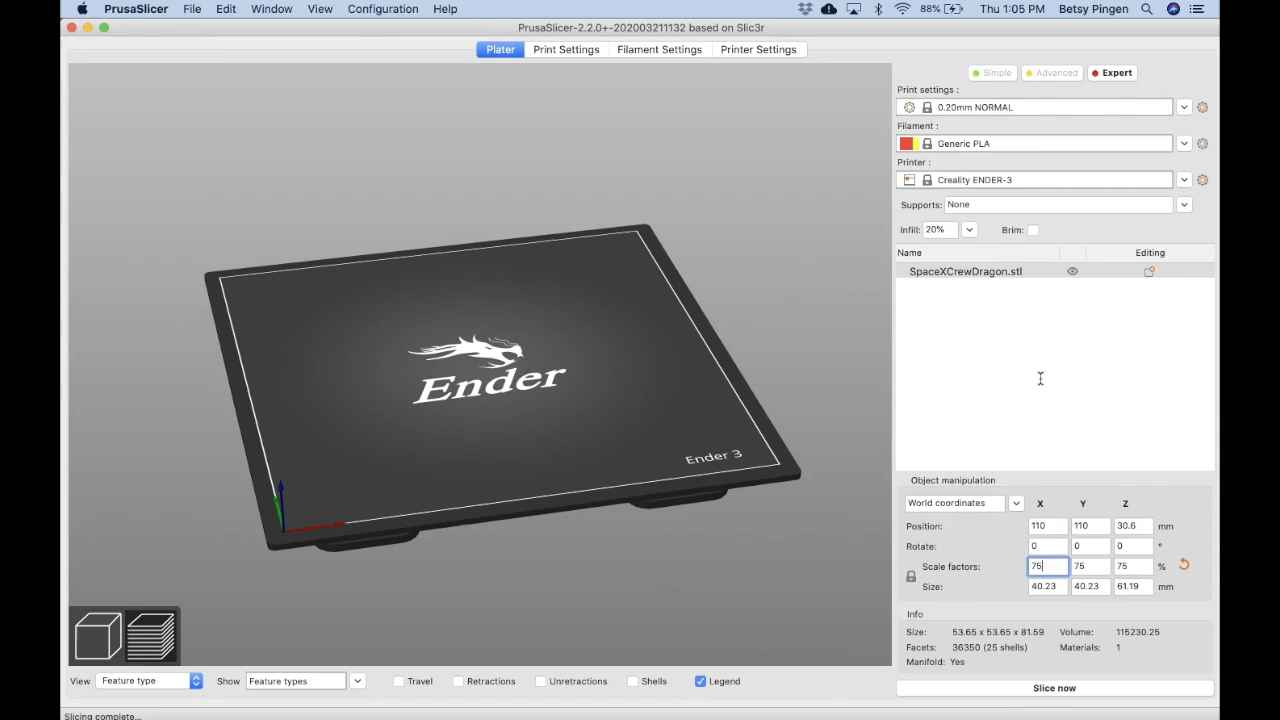 PrusaSlicer File Edit Window View Configuration Help 88% Thu 1:05 PM Betsy Pingen
PrusaSlicer-2.2.0+-202003211132 based on Slic3r
Plater Print Settings Filament Settings Printer Settings
Simple Advanced Expert
Print settings :
0.20mm NORMAL
Filament :
Generic PLA
Printer :
Creality ENDER-3
Supports: None
Infill: 20% Brim:
Name Editing
SpaceXCrewDragon.stl
Ender
Ender 3
Object manipulation
World coordinates X Y Z
Position: 110 110 30.6 mm
Rotate: 0 0 0 °
Scale factors: 75 75 75 %
Size: 40.23 40.23 61.19 mm
Info
Size: 53.65 x 53.65 x 81.59 Volume: 115230.25
Facets: 36350 (25 shells) Materials: 1
Manifold: Yes
View Feature type Show Feature types Travel Retractions Unretractions Shells Legend
Slice now
Slicing complete...